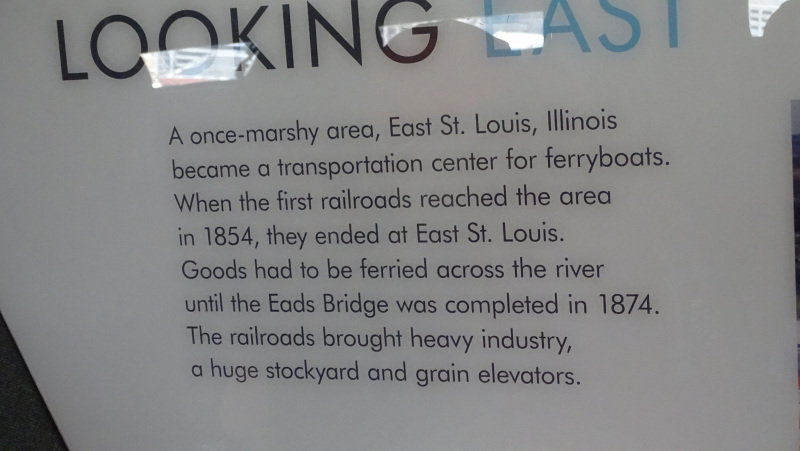 LOOKING EAST
A once-marshy area, East St. Louis, Illinois
became a transportation center for ferryboats.
When the first railroads reached the area
in 1854, they ended at East St. Louis.
Goods had to be ferried across the river
until the Eads Bridge was completed in 1874.
The railroads brought heavy industry,
a huge stockyard and grain elevators.